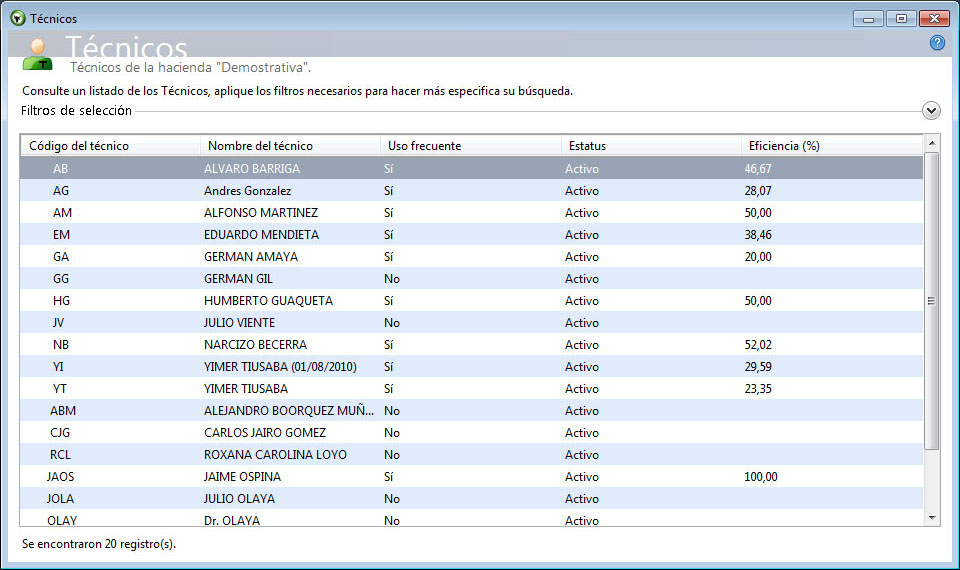 Técnicos
Técnicos
Técnicos de la hacienda "Demostrativa".
Consulte un listado de los Técnicos, aplique los filtros necesarios para hacer más especifica su búsqueda.
Filtros de selección
Código del técnico Nombre del técnico Uso frecuente Estatus Eficiencia (%)
AB ALVARO BARRIGA Sí Activo 46,67
AG Andres Gonzalez Sí Activo 28,07
AM ALFONSO MARTINEZ Sí Activo 50,00
EM EDUARDO MENDIETA Sí Activo 38,46
GA GERMAN AMAYA Sí Activo 20,00
GG GERMAN GIL No Activo
HG HUMBERTO GUAQUETA Sí Activo 50,00
JV JULIO VIENTE No Activo
NB NARCIZO BECERRA Sí Activo 52,02
YI YIMER TIUSABA (01/08/2010) Sí Activo 29,59
YT YIMER TIUSABA Sí Activo 23,35
ABM ALEJANDRO BOORQUEZ MUÑ... No Activo
CJG CARLOS JAIRO GOMEZ No Activo
RCL ROXANA CAROLINA LOYO No Activo
JAOS JAIME OSPINA Sí Activo 100,00
JOLA JULIO OLAYA No Activo
OLAY Dr. OLAYA No Activo
Se encontraron 20 registro(s).